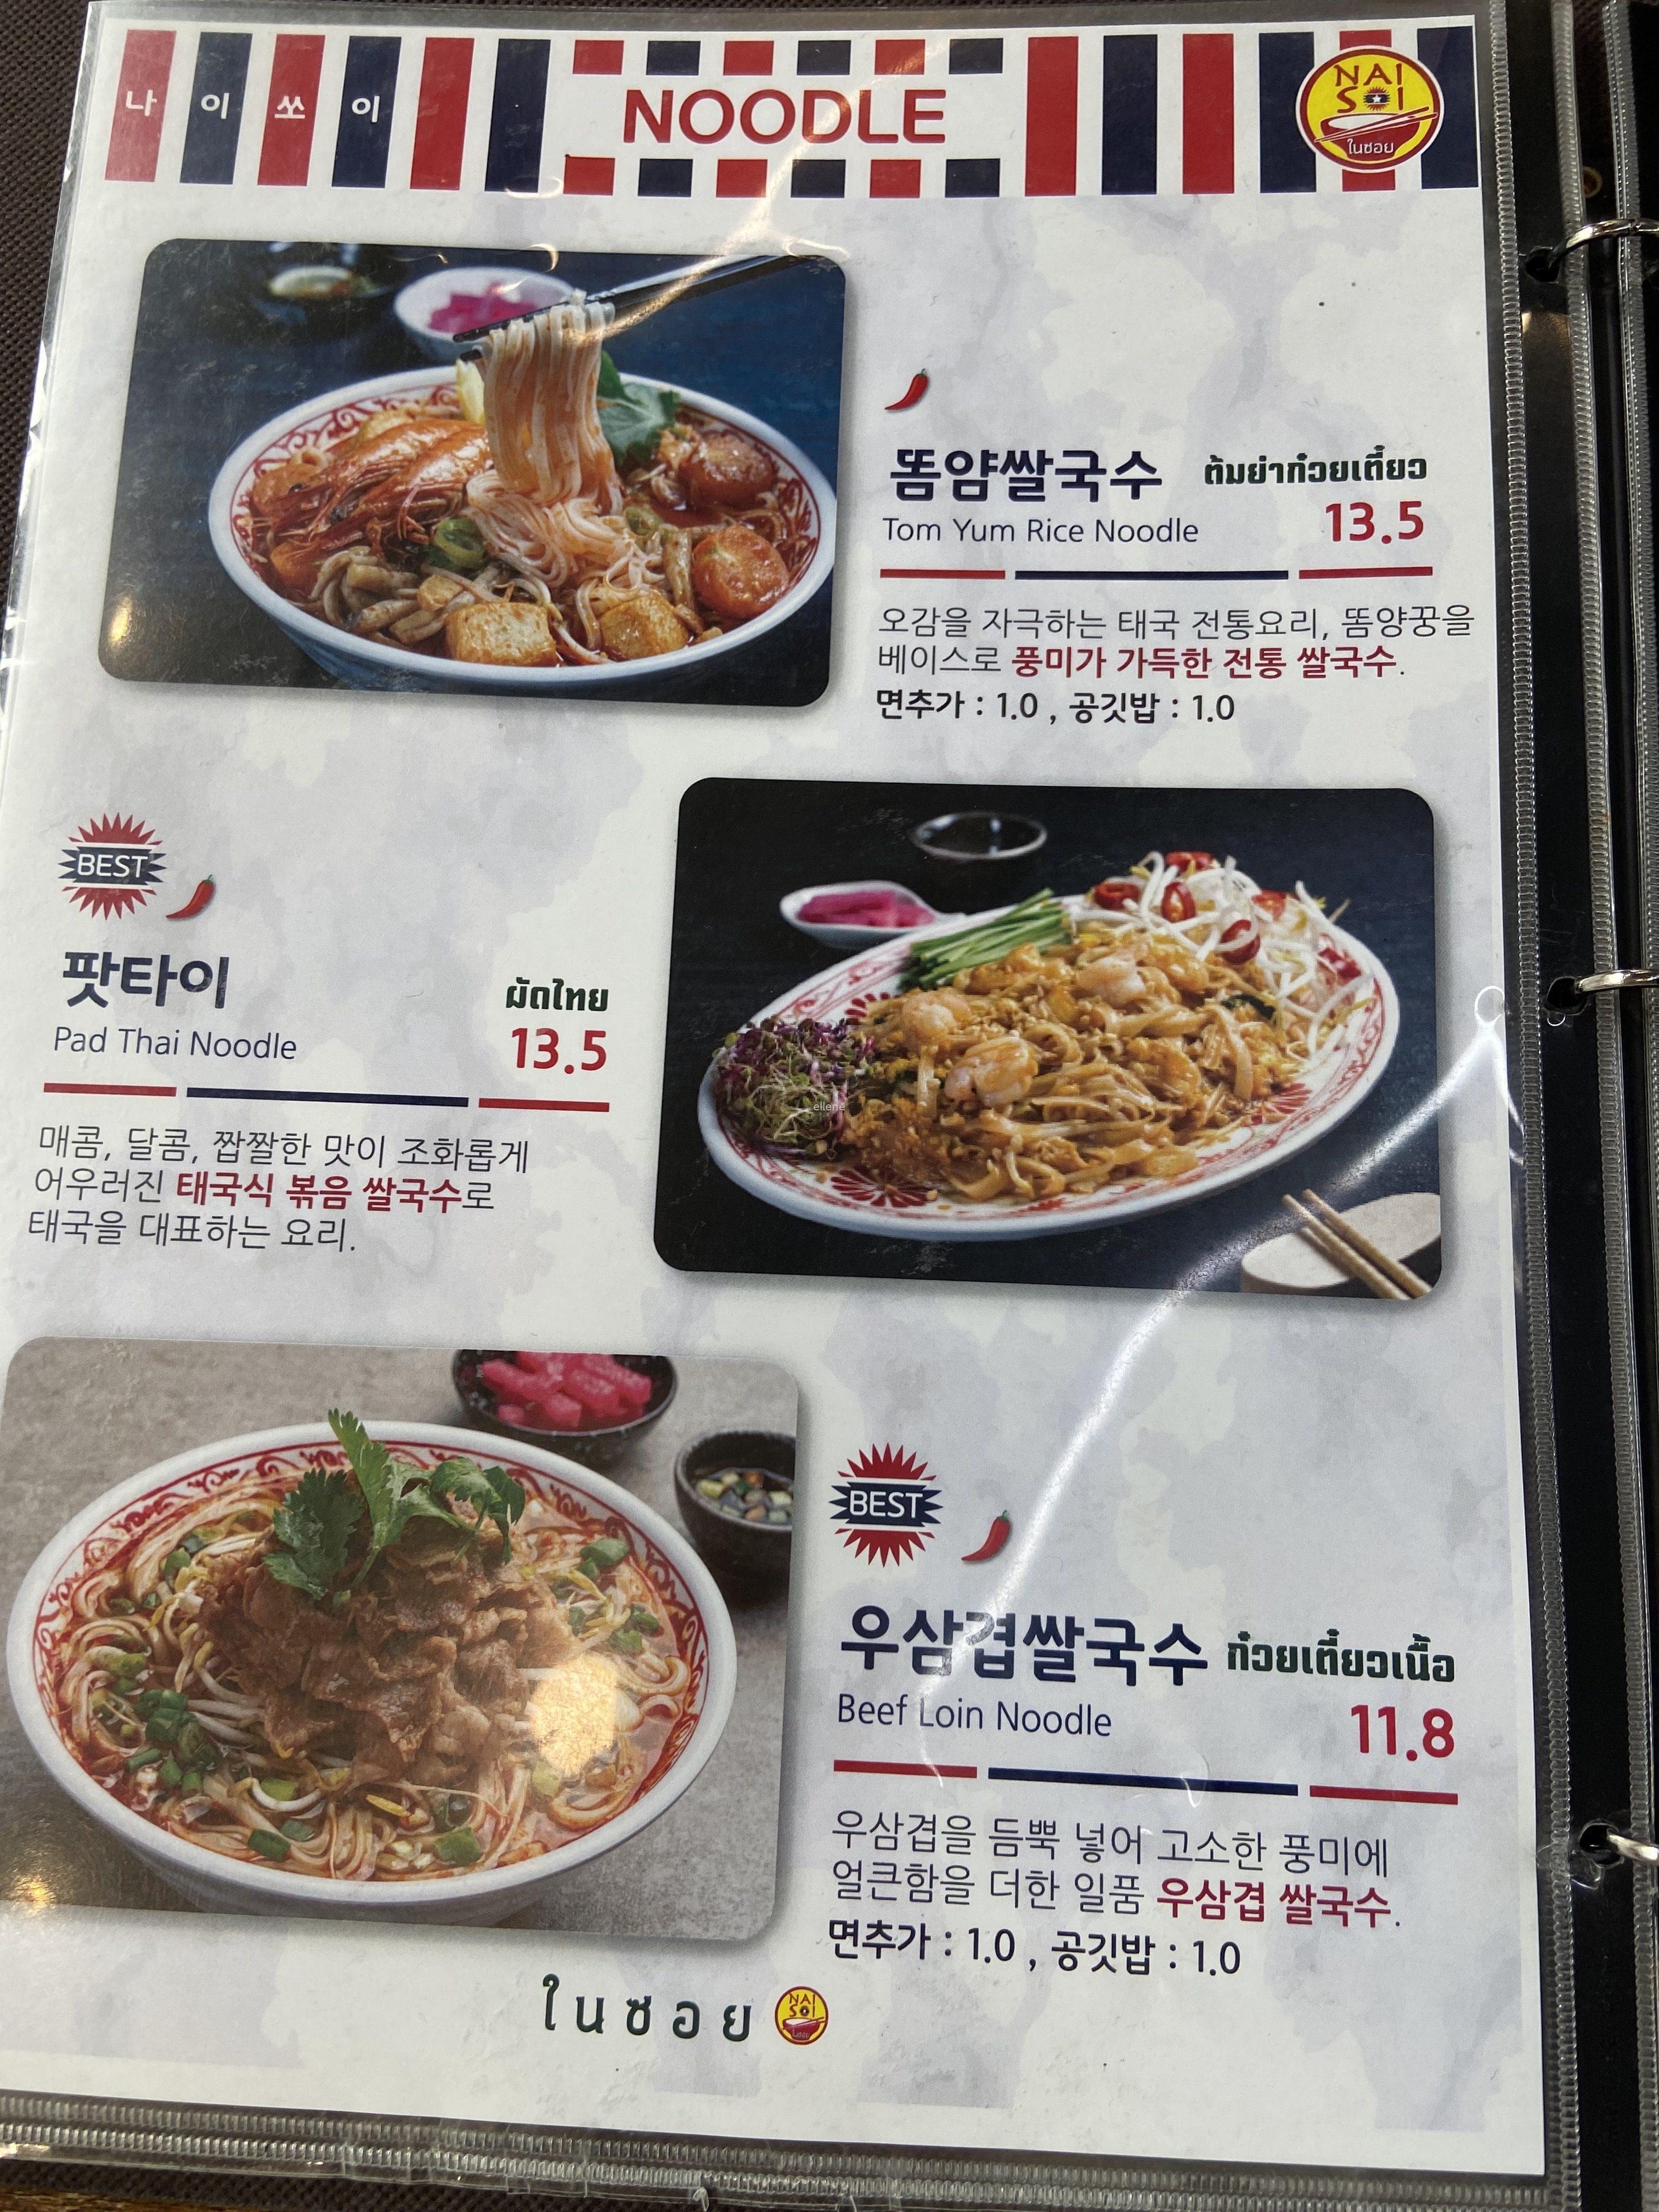 나 이 쏘 이
NOODLE
NAI
SOI
ในซอย
똠얌쌀국수 ต้มยำก๋วยเตี๋ยว
Tom Yum Rice Noodle 13.5
오감을 자극하는 태국 전통요리, 똠양꿍을
베이스로 풍미가 가득한 전통 쌀국수.
면추가 : 1.0 , 공깃밥 : 1.0
BEST
팟타이 ผัดไทย
Pad Thai Noodle 13.5
매콤, 달콤, 짭짤한 맛이 조화롭게
어우러진 태국식 볶음 쌀국수로
태국을 대표하는 요리.
ellene
BEST
우삼겹쌀국수 ก๋วยเตี๋ยวเนื้อ
Beef Loin Noodle 11.8
우삼겹을 듬뿍 넣어 고소한 풍미에
얼큰함을 더한 일품 우삼겹 쌀국수.
면추가 : 1.0 , 공깃밥 : 1.0
ในซอย
NAI
SOI